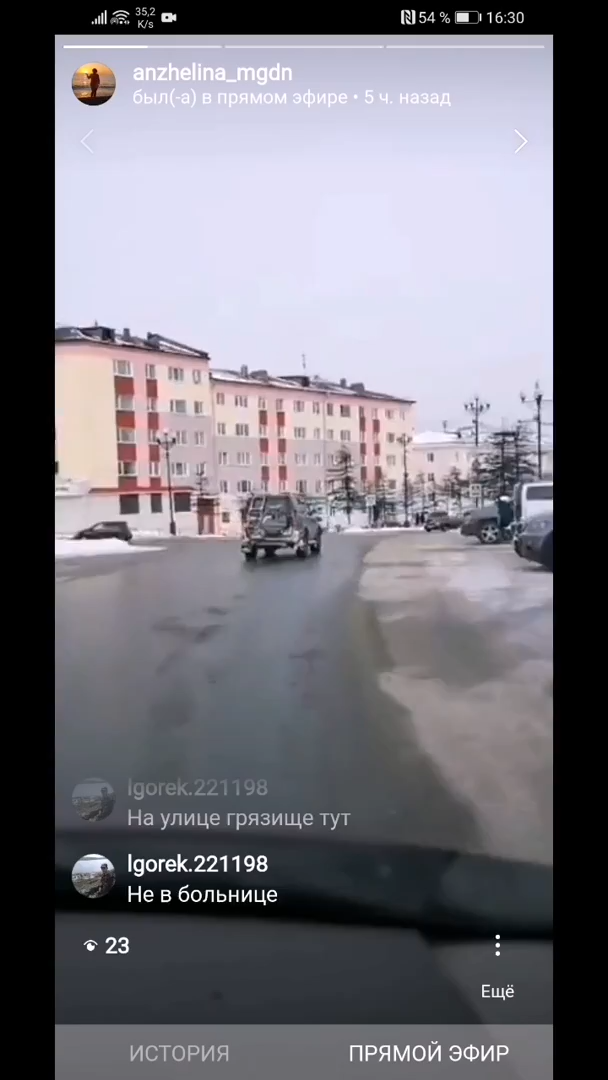 35,2
K/s
54 %
16:30
anzhelina_mgdn
был(-а) в прямом эфире • 5 ч. назад
Igorek.221198
На улице грязище тут
Igorek.221198
Не в больнице
23
Ещё
ИСТОРИЯ
ПРЯМОЙ ЭФИР